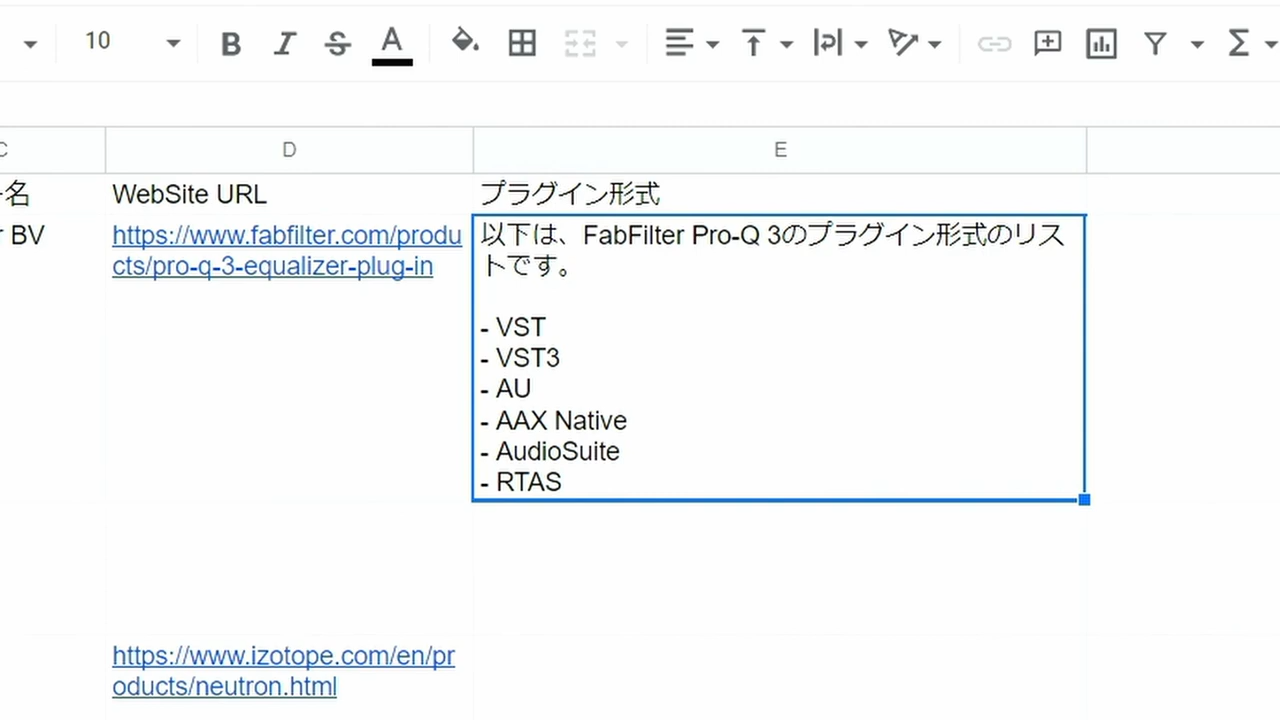 10
B I S A
C D E
ー名 WebSite URL プラグイン形式
r BV https://www.fabfilter.com/produ 以下は、FabFilter Pro-Q 3のプラグイン形式のリス
cts/pro-q-3-equalizer-plug-in トです。
- VST
- VST3
- AU
- AAX Native
- AudioSuite
- RTAS
https://www.izotope.com/en/pr
oducts/neutron.html